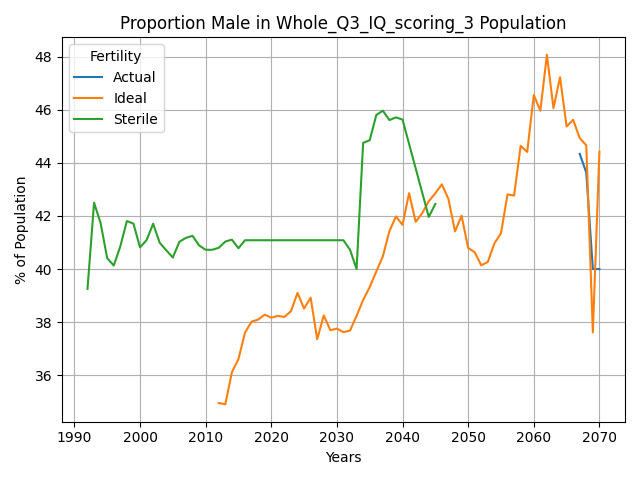 Proportion Male in Whole_Q3_IQ_scoring_3 Population
Fertility
Actual
Ideal
Sterile
% of Population
48
46
44
42
40
38
36
1990
2000
2010
2020
2030
2040
2050
2060
2070
Years